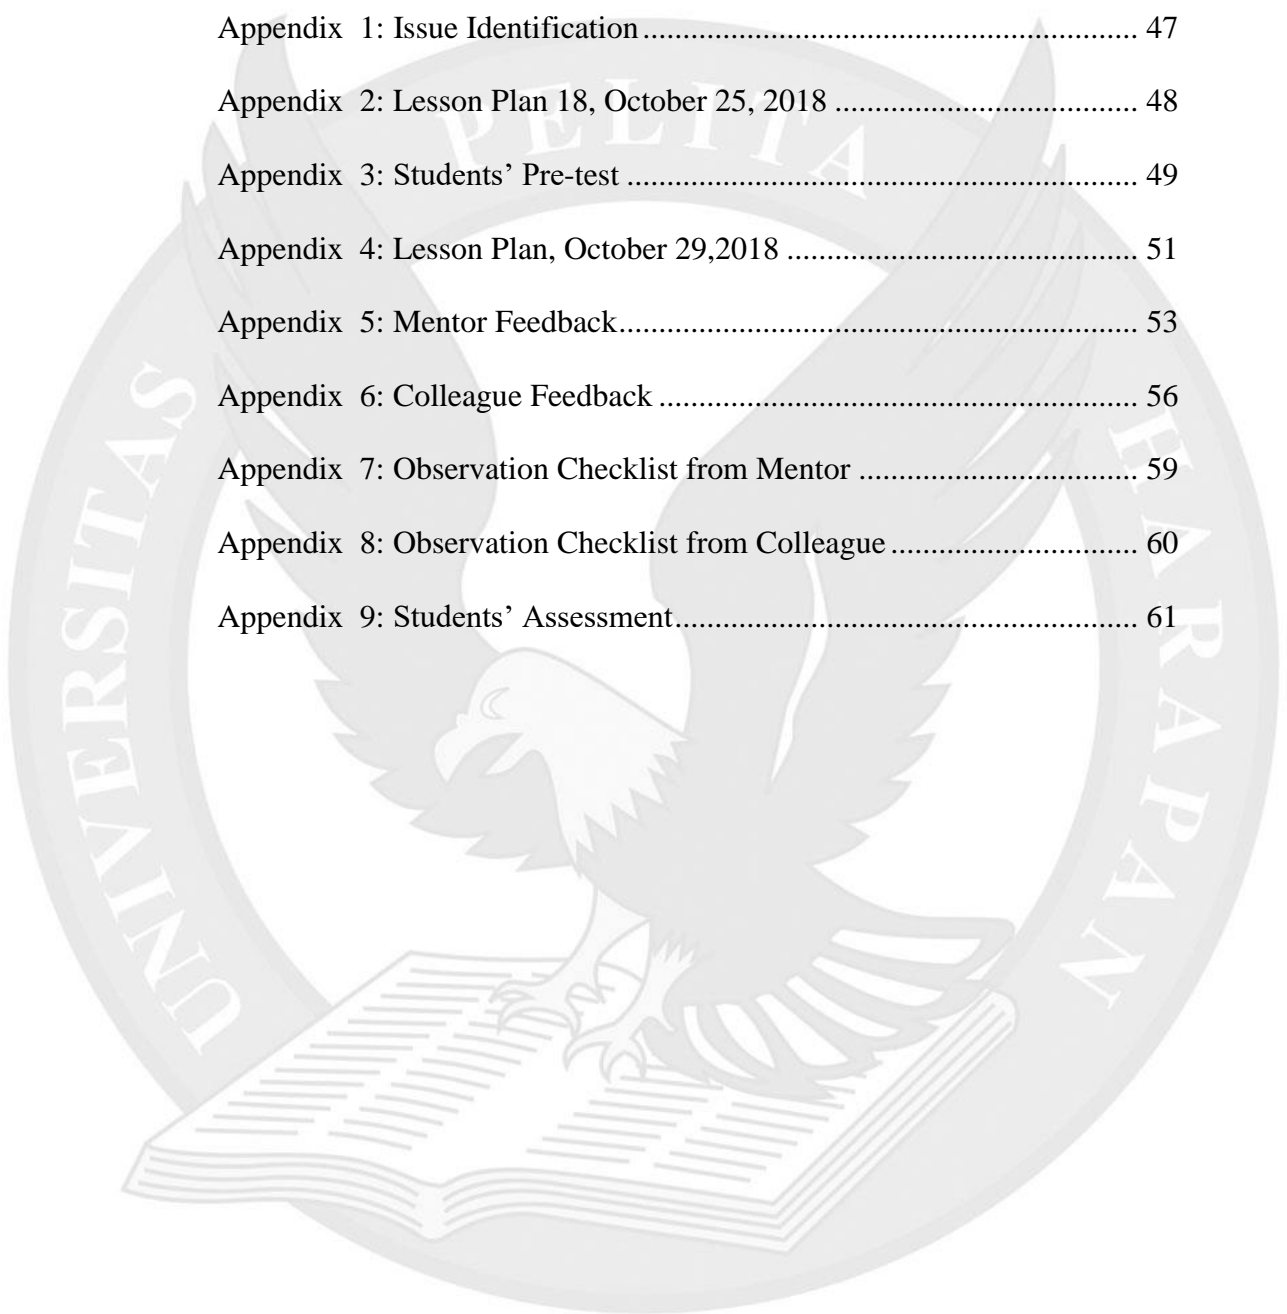 Appendix  1: Issue Identification ........................................................ 47
Appendix  2: Lesson Plan 18, October 25, 2018 .................................. 48
Appendix  3: Students’ Pre-test .......................................................... 49
Appendix  4: Lesson Plan, October 29,2018 ....................................... 51
Appendix  5: Mentor Feedback........................................................... 53
Appendix  6: Colleague Feedback ...................................................... 56
Appendix  7: Observation Checklist from Mentor ............................... 59
Appendix  8: Observation Checklist from Colleague ............................ 60
Appendix  9: Students’ Assessment..................................................... 61
UNIVERSITAS PELITA HARAPAN